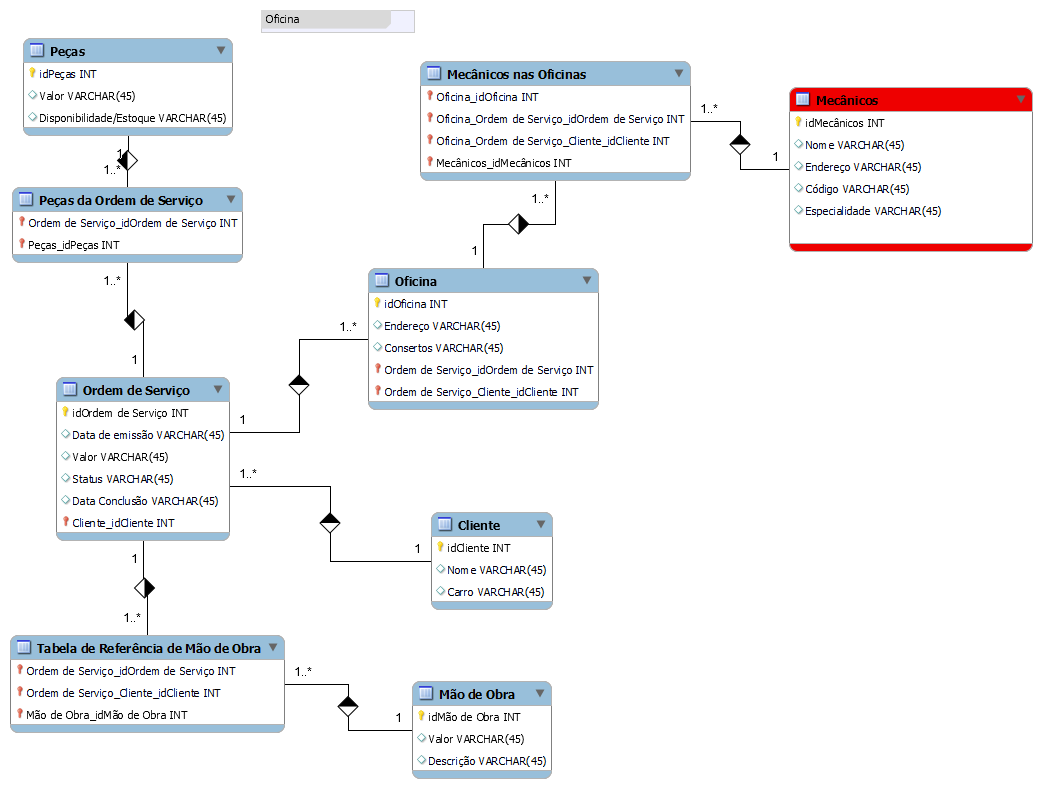 Oficina
Peças
idPeças INT
Valor VARCHAR(45)
Disponibilidade/Estoque VARCHAR(45)
1
1..*
Peças da Ordem de Serviço
Ordem de Serviço_idOrdem de Serviço INT
Peças_idPeças INT
1..*
1
Mecânicos nas Oficinas
Oficina_idOficina INT
Oficina_Ordem de Serviço_idOrdem de Serviço INT
Oficina_Ordem de Serviço_Cliente_idCliente INT
Mecânicos_idMecânicos INT
1..*
1
Mecânicos
idMecânicos INT
Nome VARCHAR(45)
Endereço VARCHAR(45)
Código VARCHAR(45)
Especialidade VARCHAR(45)
1..*
1
Oficina
idOficina INT
Endereço VARCHAR(45)
Consertos VARCHAR(45)
Ordem de Serviço_idOrdem de Serviço INT
Ordem de Serviço_Cliente_idCliente INT
1..*
1
Ordem de Serviço
idOrdem de Serviço INT
Data de emissão VARCHAR(45)
Valor VARCHAR(45)
Status VARCHAR(45)
Data Conclusão VARCHAR(45)
Cliente_idCliente INT
1..*
1
Cliente
idCliente INT
Nome VARCHAR(45)
Carro VARCHAR(45)
1
1..*
Tabela de Referência de Mão de Obra
Ordem de Serviço_idOrdem de Serviço INT
Ordem de Serviço_Cliente_idCliente INT
Mão de Obra_idMão de Obra INT
1..*
1
Mão de Obra
idMão de Obra INT
Valor VARCHAR(45)
Descrição VARCHAR(45)